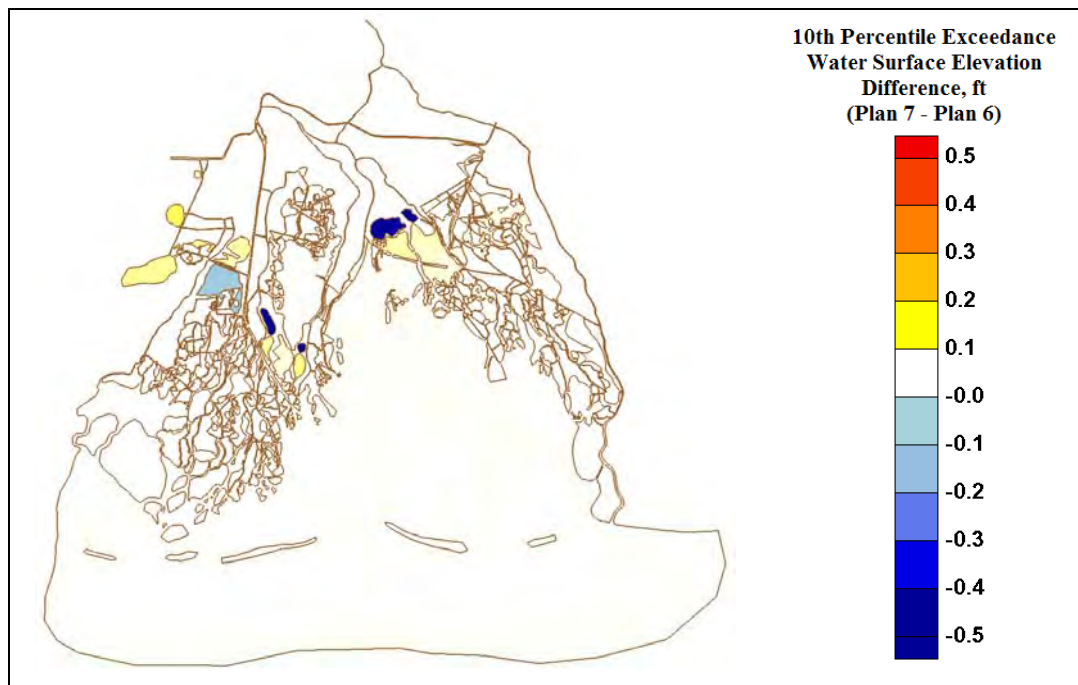 10th Percentile Exceedance
Water Surface Elevation
Difference, ft
(Plan 7 - Plan 6)
0.5
0.4
0.3
0.2
0.1
-0.0
-0.1
-0.2
-0.3
-0.4
-0.5